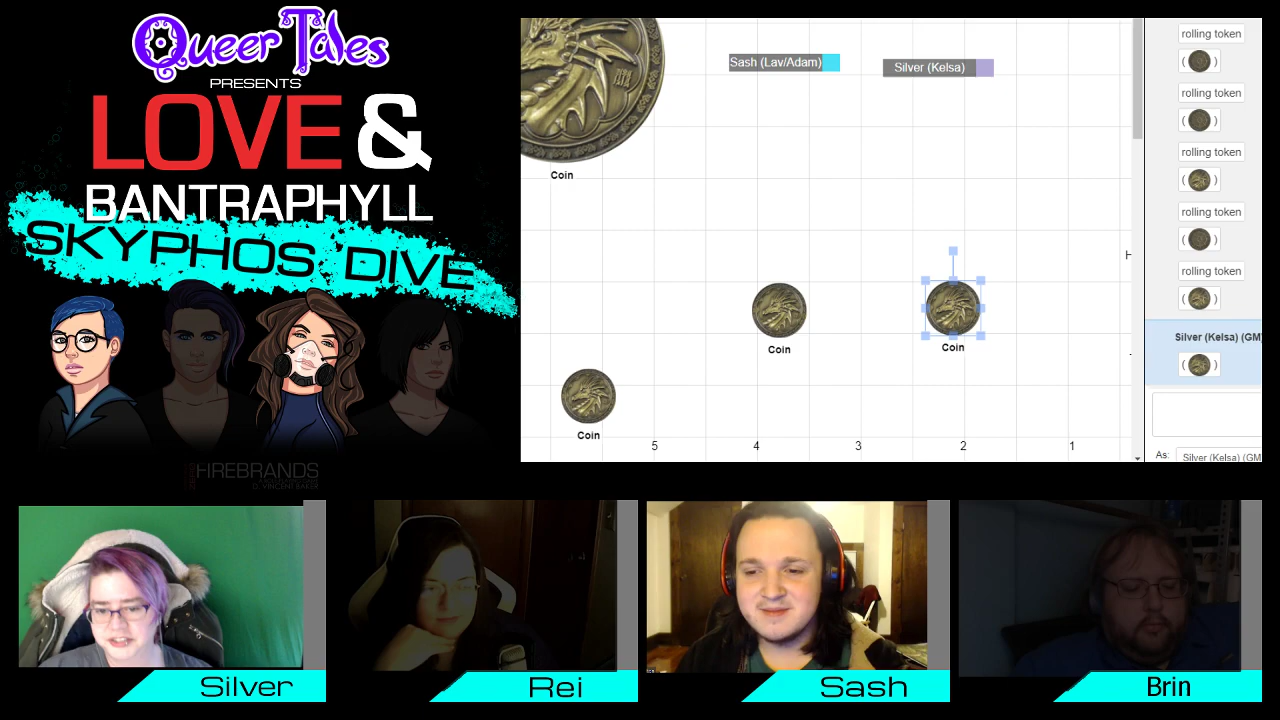 Queer Tales
PRESENTS
LOVE &
BANTRAPHYLL
SKYPHOS DIVE
FIREBRANDS
D. VINCENT BAKER
Sash (Lav/Adam)
Silver (Kelsa)
Coin
Coin
Coin
Coin
5
4
3
2
1
rolling token
( )
rolling token
( )
rolling token
( )
rolling token
( )
rolling token
( )
Silver (Kelsa) (GM
( )
As:
Silver (Kelsa) (GM
Silver
Rei
Sash
Brin